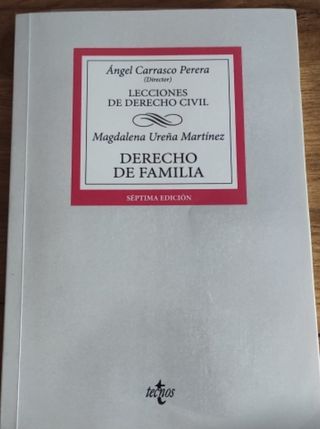 Ángel Carrasco Perera
(Director)
LECCIONES
DE DERECHO CIVIL
Magdalena Ureña Martínez
DERECHO
DE FAMILIA
SÉPTIMA EDICIÓN
tecnos